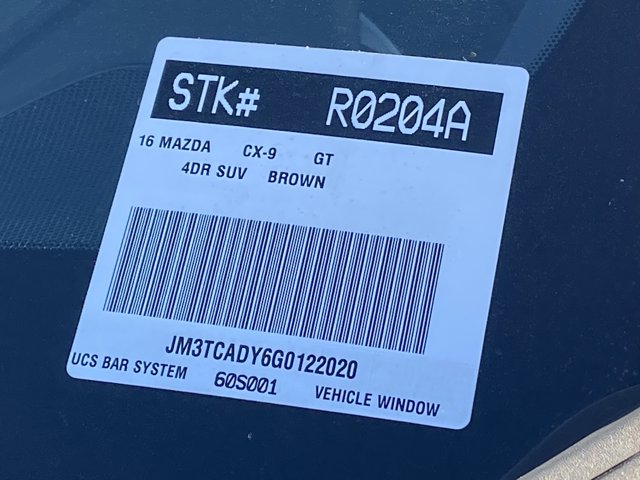 STK# R0204A
16 MAZDA CX-9 GT
4DR SUV BROWN
JM3TCADY6G0122020
UCS BAR SYSTEM 60S001 VEHICLE WINDOW